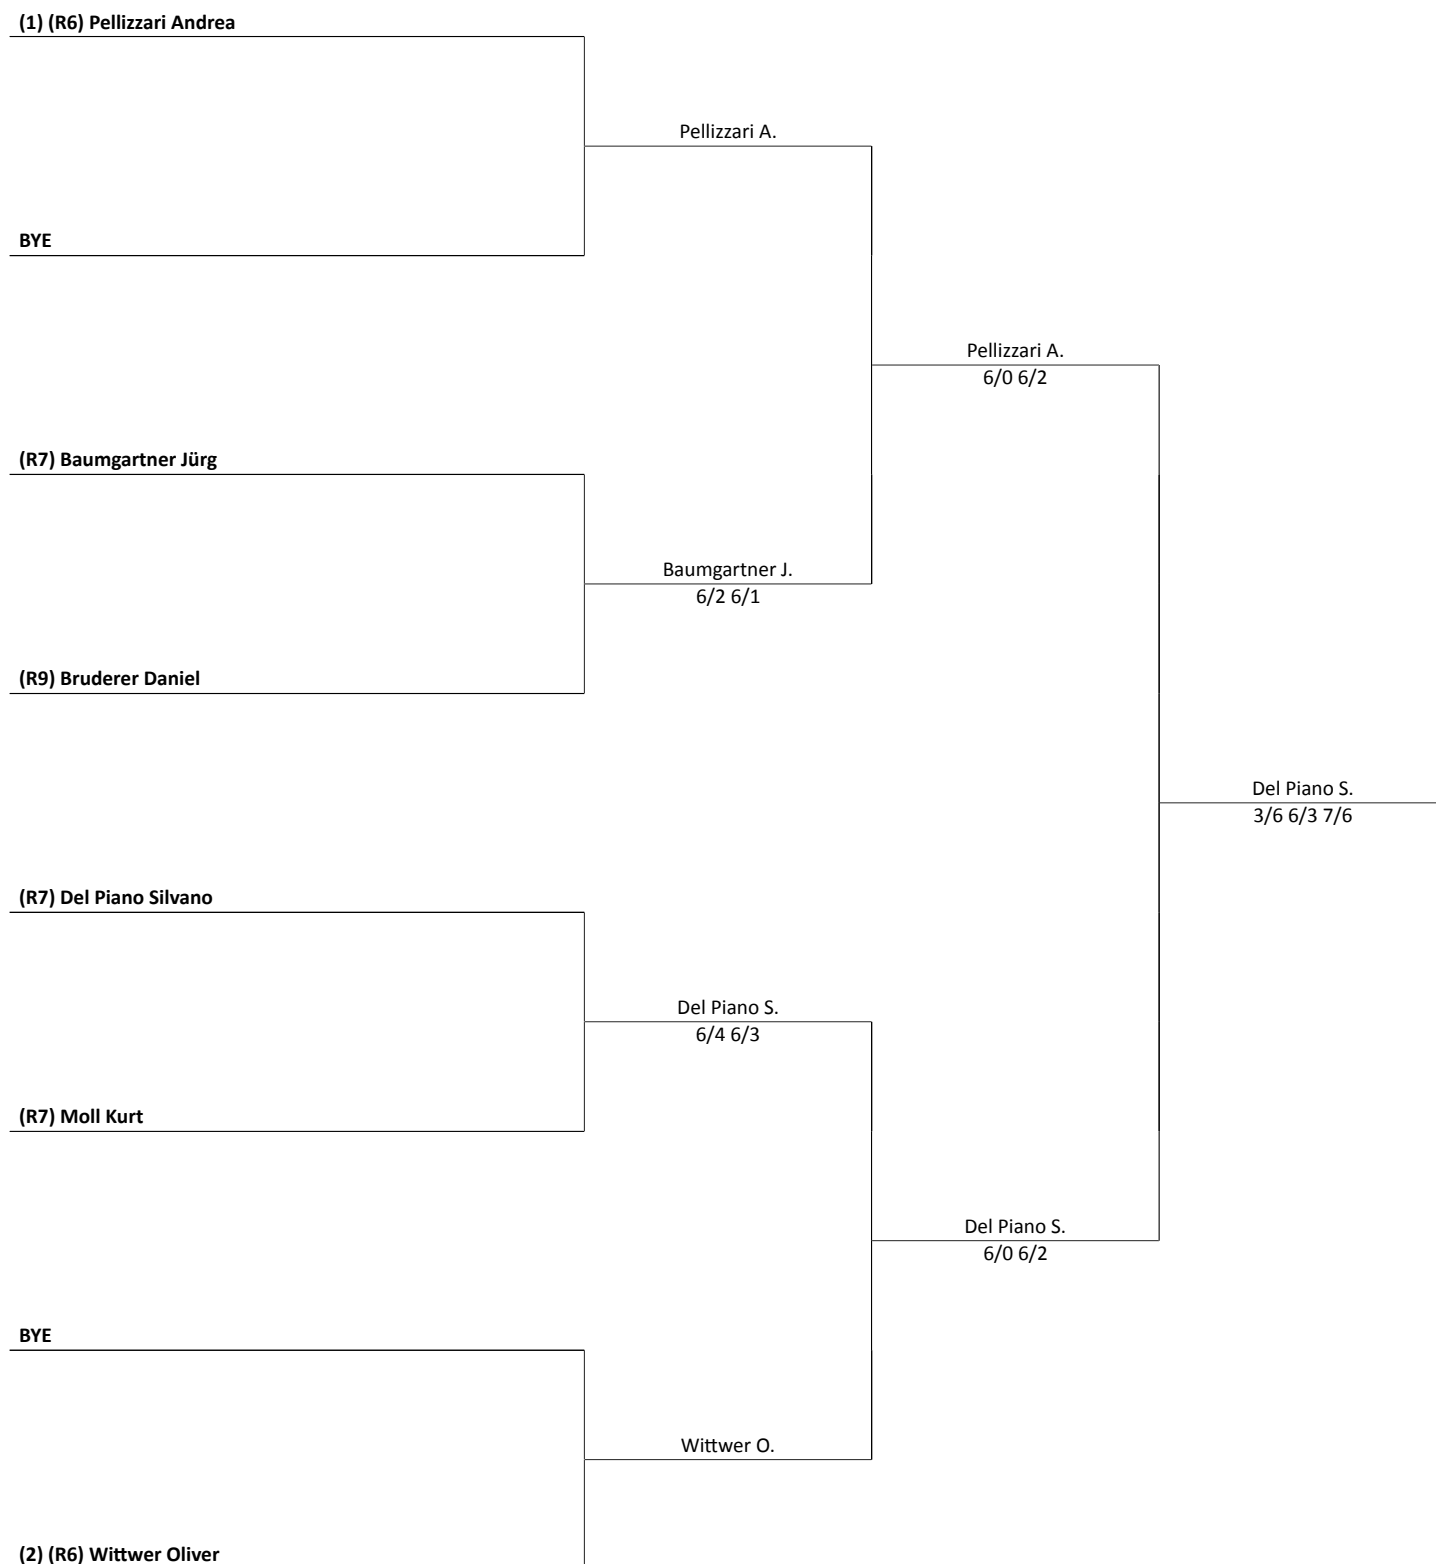 (1) (R6) Pellizzari Andrea
Pellizzari A.
BYE
Pellizzari A.
6/0 6/2
(R7) Baumgartner Jürg
Baumgartner J.
6/2 6/1
(R9) Bruderer Daniel
Del Piano S.
3/6 6/3 7/6
(R7) Del Piano Silvano
Del Piano S.
6/4 6/3
(R7) Moll Kurt
Del Piano S.
6/0 6/2
BYE
Wittwer O.
(2) (R6) Wittwer Oliver